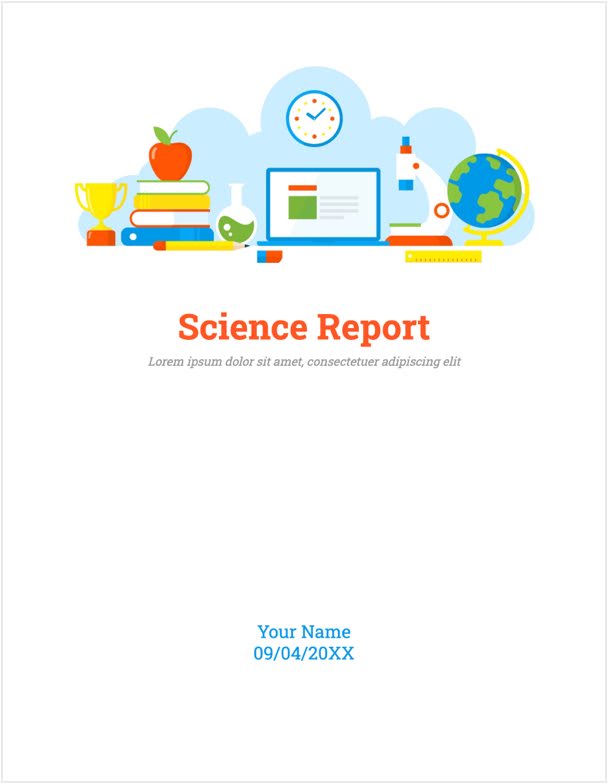 Science Report
Lorem ipsum dolor sit amet, consectetuer adipiscing elit
Your Name
09/04/20XX